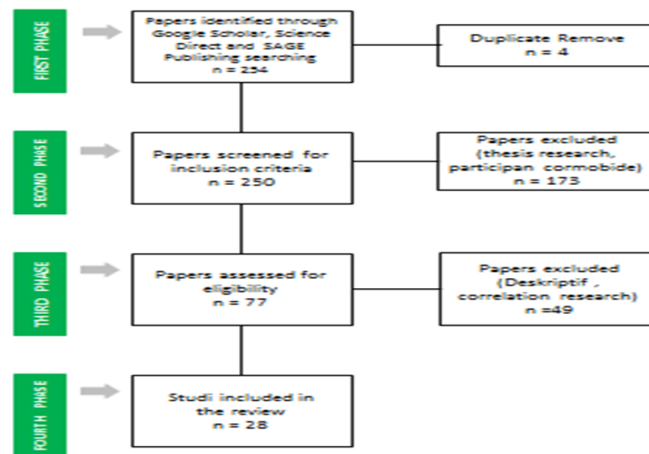 FIRST PHASE
Papers identified through
Google Scholar, Science
Direct and SAGE
Publishing searching
n = 254
Duplicate Remove
n = 4
SECOND PHASE
Papers screened for
inclusion criteria
n = 250
Papers excluded
(thesis research,
participan cormobide)
n = 173
THIRD PHASE
Papers assessed for
eligibility
n = 77
Papers excluded
(Deskriptif ,
correlation research)
n =49
FOURTH PHASE
Studi included in
the review
n = 28